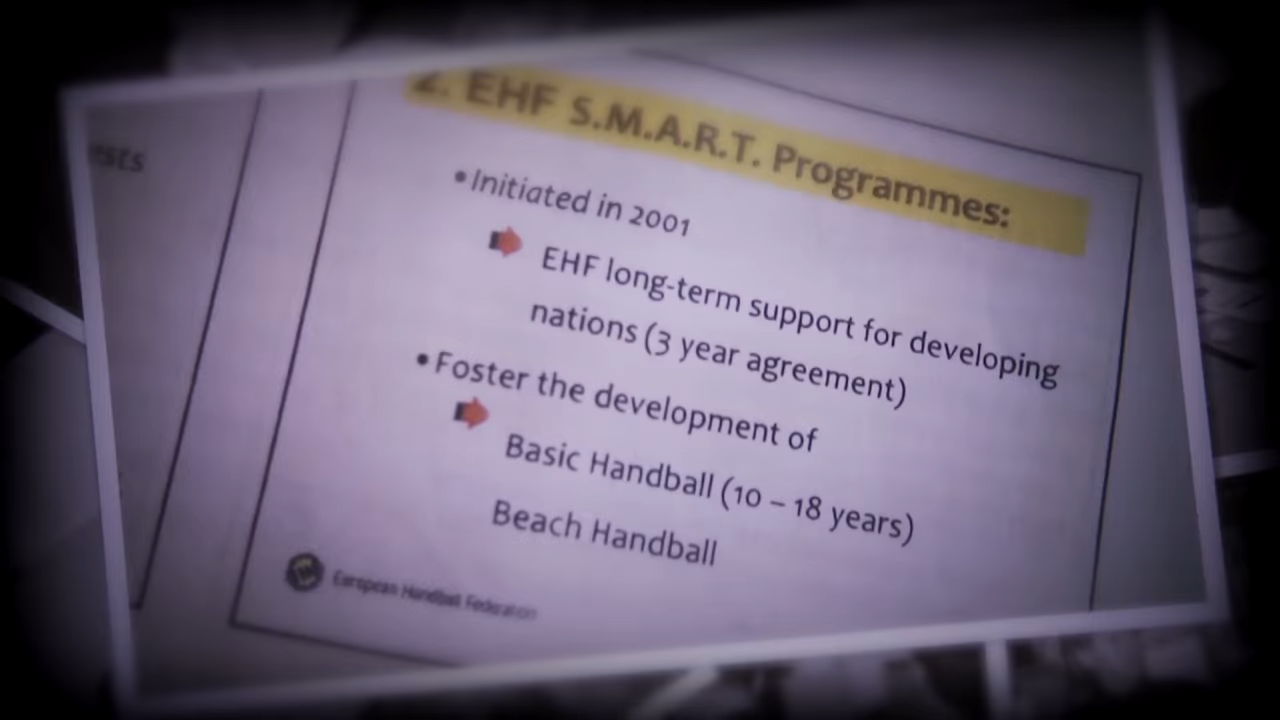 2. EHF S.M.A.R.T. Programmes:
•Initiated in 2001
EHF long-term support for developing
nations (3 year agreement)
•Foster the development of
Basic Handball (10 – 18 years)
Beach Handball
European Handball Federation